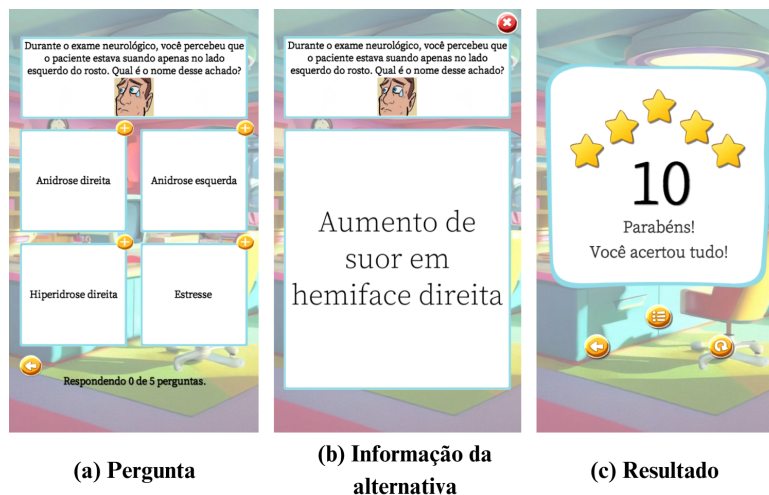 Durante o exame neurológico, você percebeu que
o paciente estava suando apenas no lado
esquerdo do rosto. Qual é o nome desse achado?
Anidrose direita
Anidrose esquerda
Hiperidrose direita
Estresse
Respondendo 0 de 5 perguntas.
(a) Pergunta
Durante o exame neurológico, você percebeu que
o paciente estava suando apenas no lado
esquerdo do rosto. Qual é o nome desse achado?
Aumento de
suor em
hemiface direita
(b) Informação da
alternativa
10
Parabéns!
Você acertou tudo!
(c) Resultado